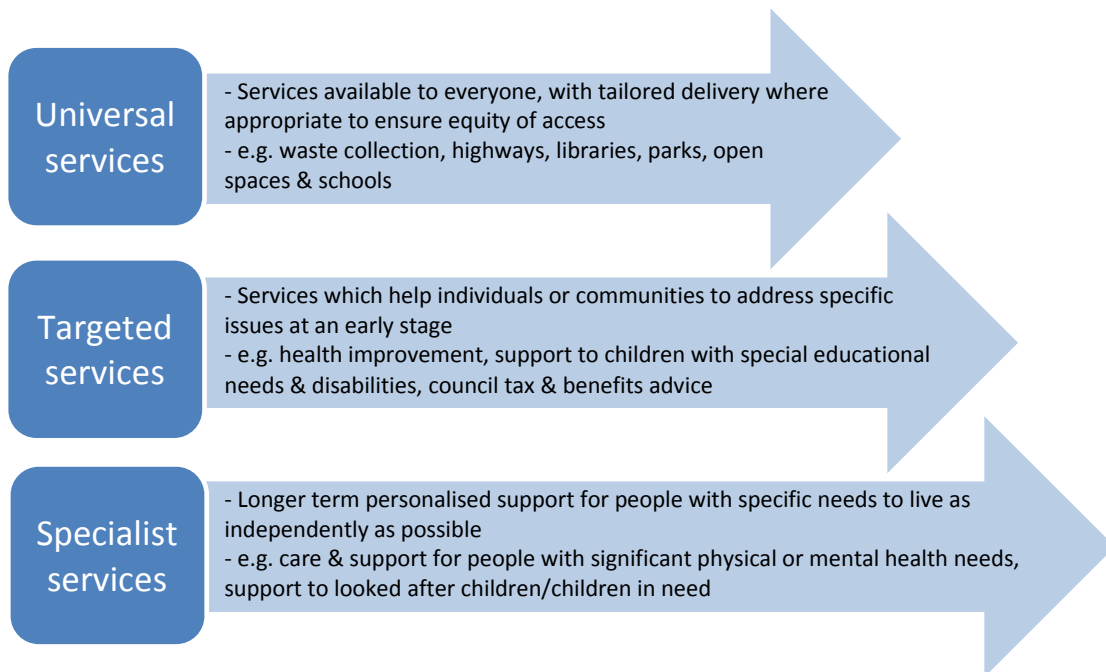 Universal
services
- Services available to everyone, with tailored delivery where
appropriate to ensure equity of access
- e.g. waste collection, highways, libraries, parks, open
spaces & schools
Targeted
services
- Services which help individuals or communities to address specific
issues at an early stage
- e.g. health improvement, support to children with special educational
needs & disabilities, council tax & benefits advice
Specialist
services
- Longer term personalised support for people with specific needs to live as
independently as possible
- e.g. care & support for people with significant physical or mental health needs,
support to looked after children/children in need